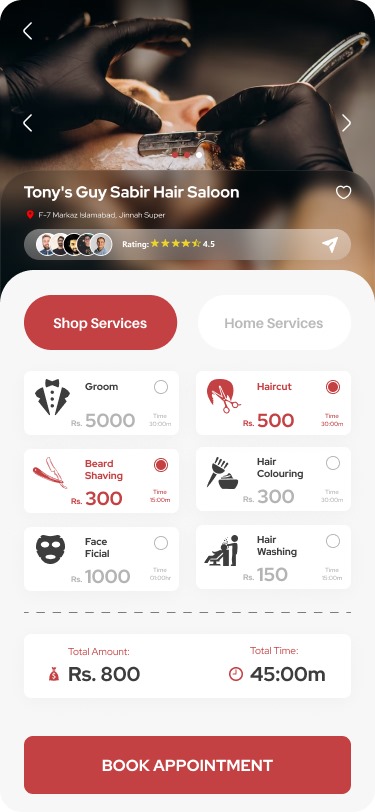 Tony's Guy Sabir Hair Saloon
F-7 Markaz Islamabad, Jinnah Super
Rating: 4.5
Shop Services
Home Services
Groom
Rs. 5000
Time
30:00m
Haircut
Rs. 500
Time
30:00m
Beard
Shaving
Rs. 300
Time
15:00m
Hair
Colouring
Rs. 300
Time
30:00m
Face
Ficial
Rs. 1000
Time
01:00hr
Hair
Washing
Rs. 150
Time
15:00m
Total Amount:
Rs. 800
Total Time:
45:00m
BOOK APPOINTMENT